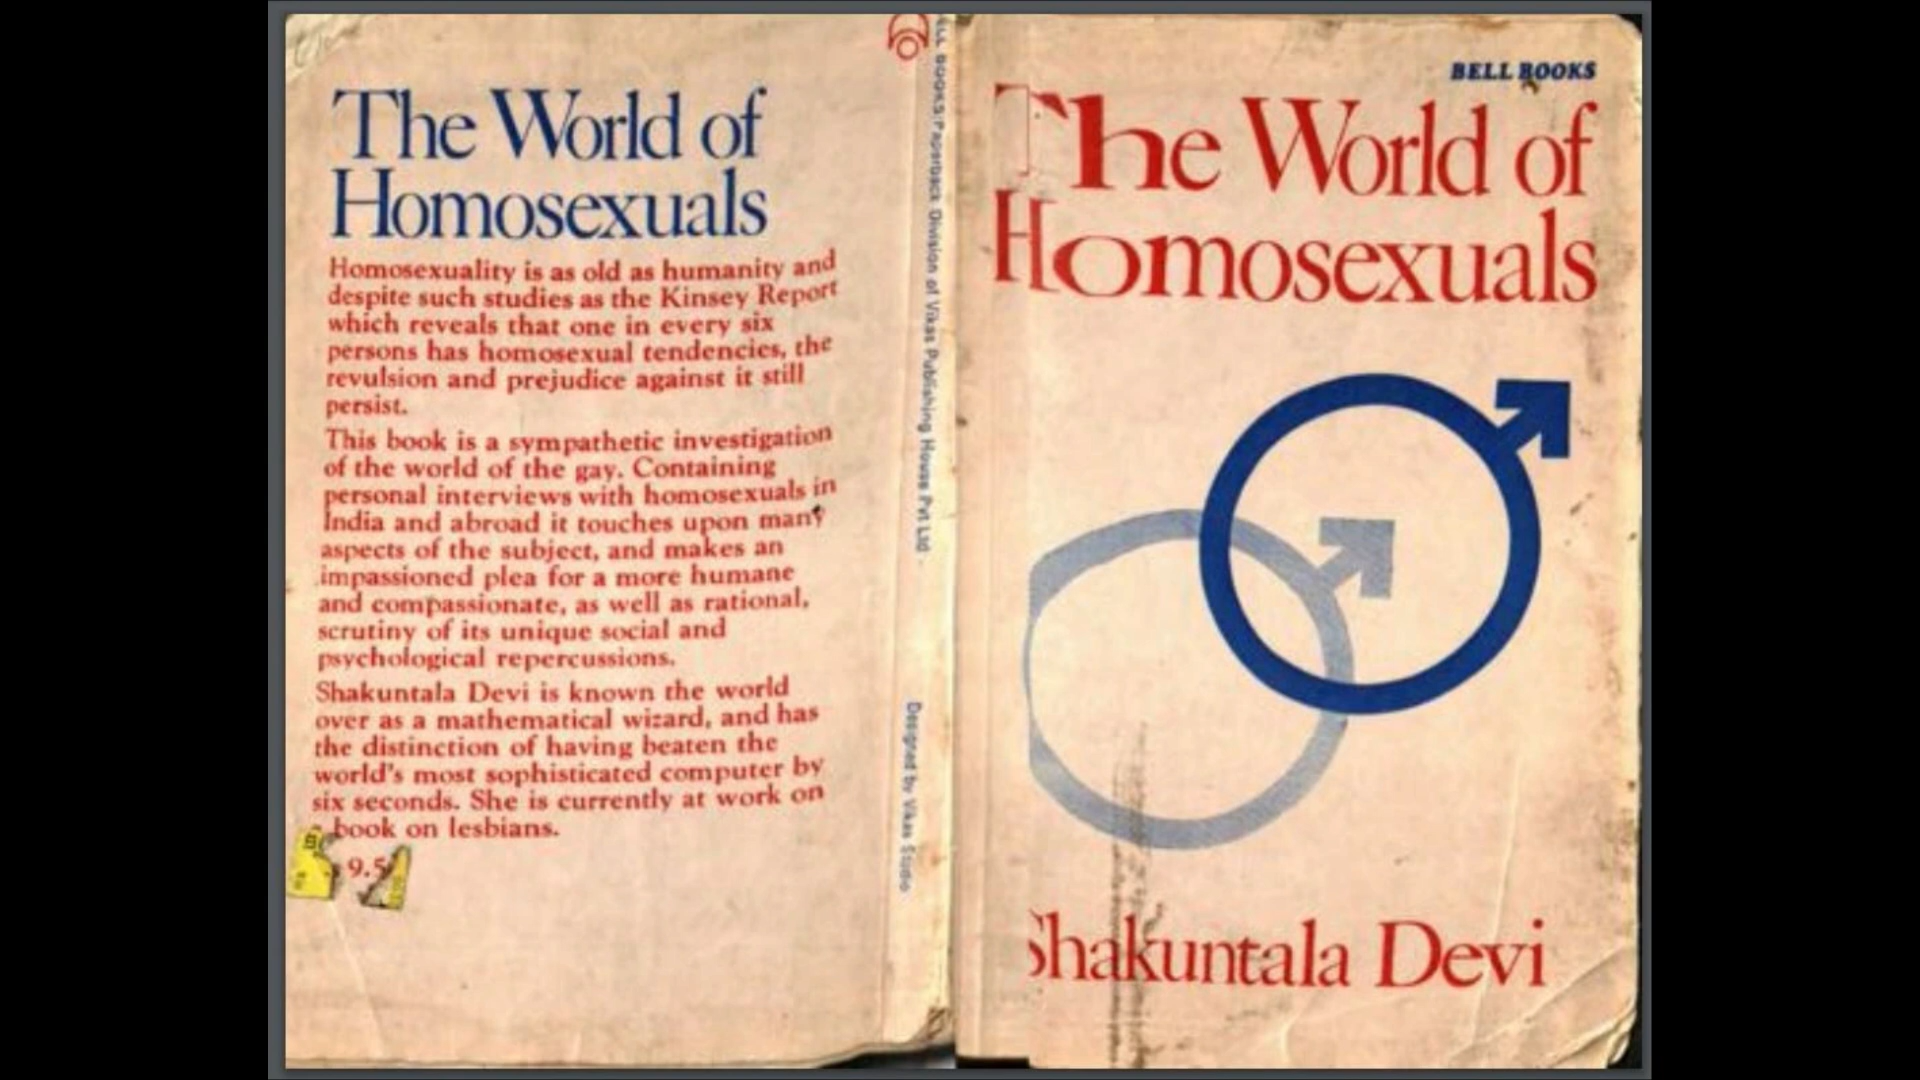 The World of
Homosexuals
Homosexuality is as old as humanity and
despite such studies as the Kinsey Report
which reveals that one in every six
persons has homosexual tendencies, the
revulsion and prejudice against it still
persist.
This book is a sympathetic investigation
of the world of the gay. Containing
personal interviews with homosexuals in
India and abroad it touches upon many
aspects of the subject, and makes an
impassioned plea for a more humane
and compassionate, as well as rational,
scrutiny of its unique social and
psychological repercussions.
Shakuntala Devi is known the world
over as a mathematical wizard, and has
the distinction of having beaten the
world's most sophisticated computer by
six seconds. She is currently at work on
book on lesbians.
9.5
BOOKS: Paperback Division of Vikas Publishing House Pvt Ltd
Designed by Vikas Studio
BELL BOOKS
The World of
Homosexuals
Shakuntala Devi